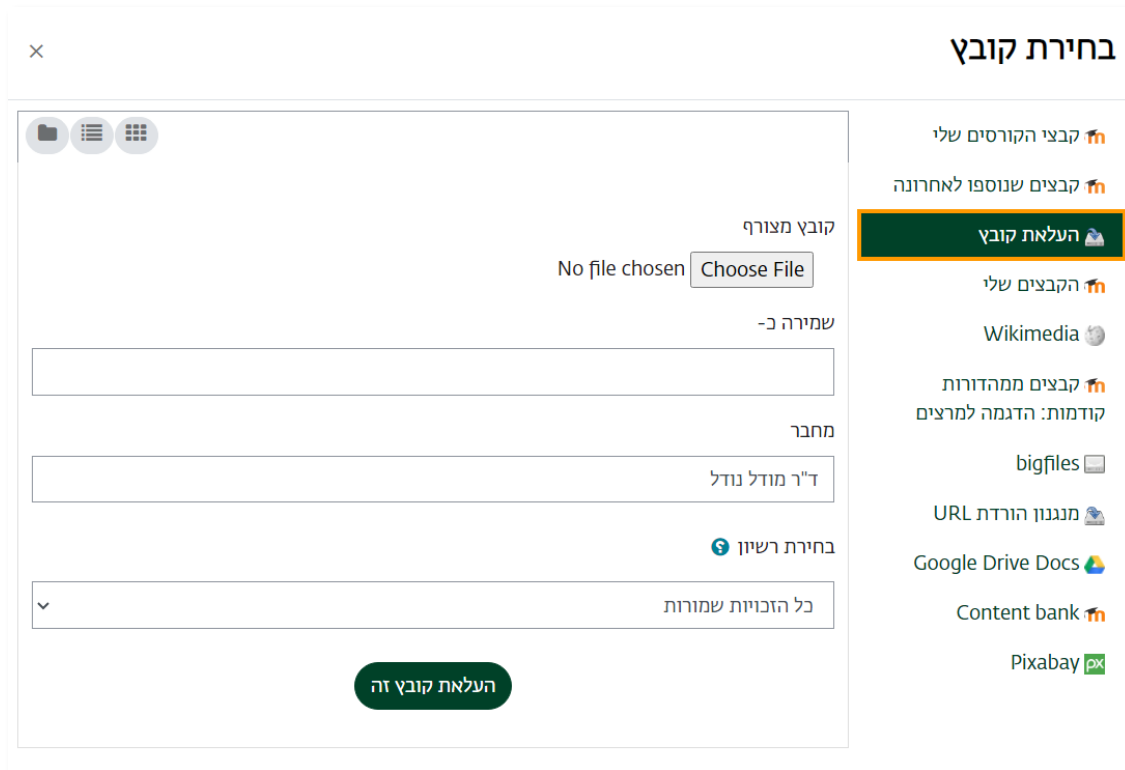 בחירת קובץ
קבצי הקורסים שלי
קבצים שנוספו לאחרונה
העלאת קובץ
הקבצים שלי
Wikimedia
קבצים ממהדורות
קודמות: הדגמה למרצים
bigfiles
מנגנון הורדת URL
Google Drive Docs
Content bank
Pixabay
קובץ מצורף
Choose File No file chosen
שמירה כ-
מחבר
ד"ר מודל נודל
בחירת רשיון
כל הזכויות שמורות
העלאת קובץ זה